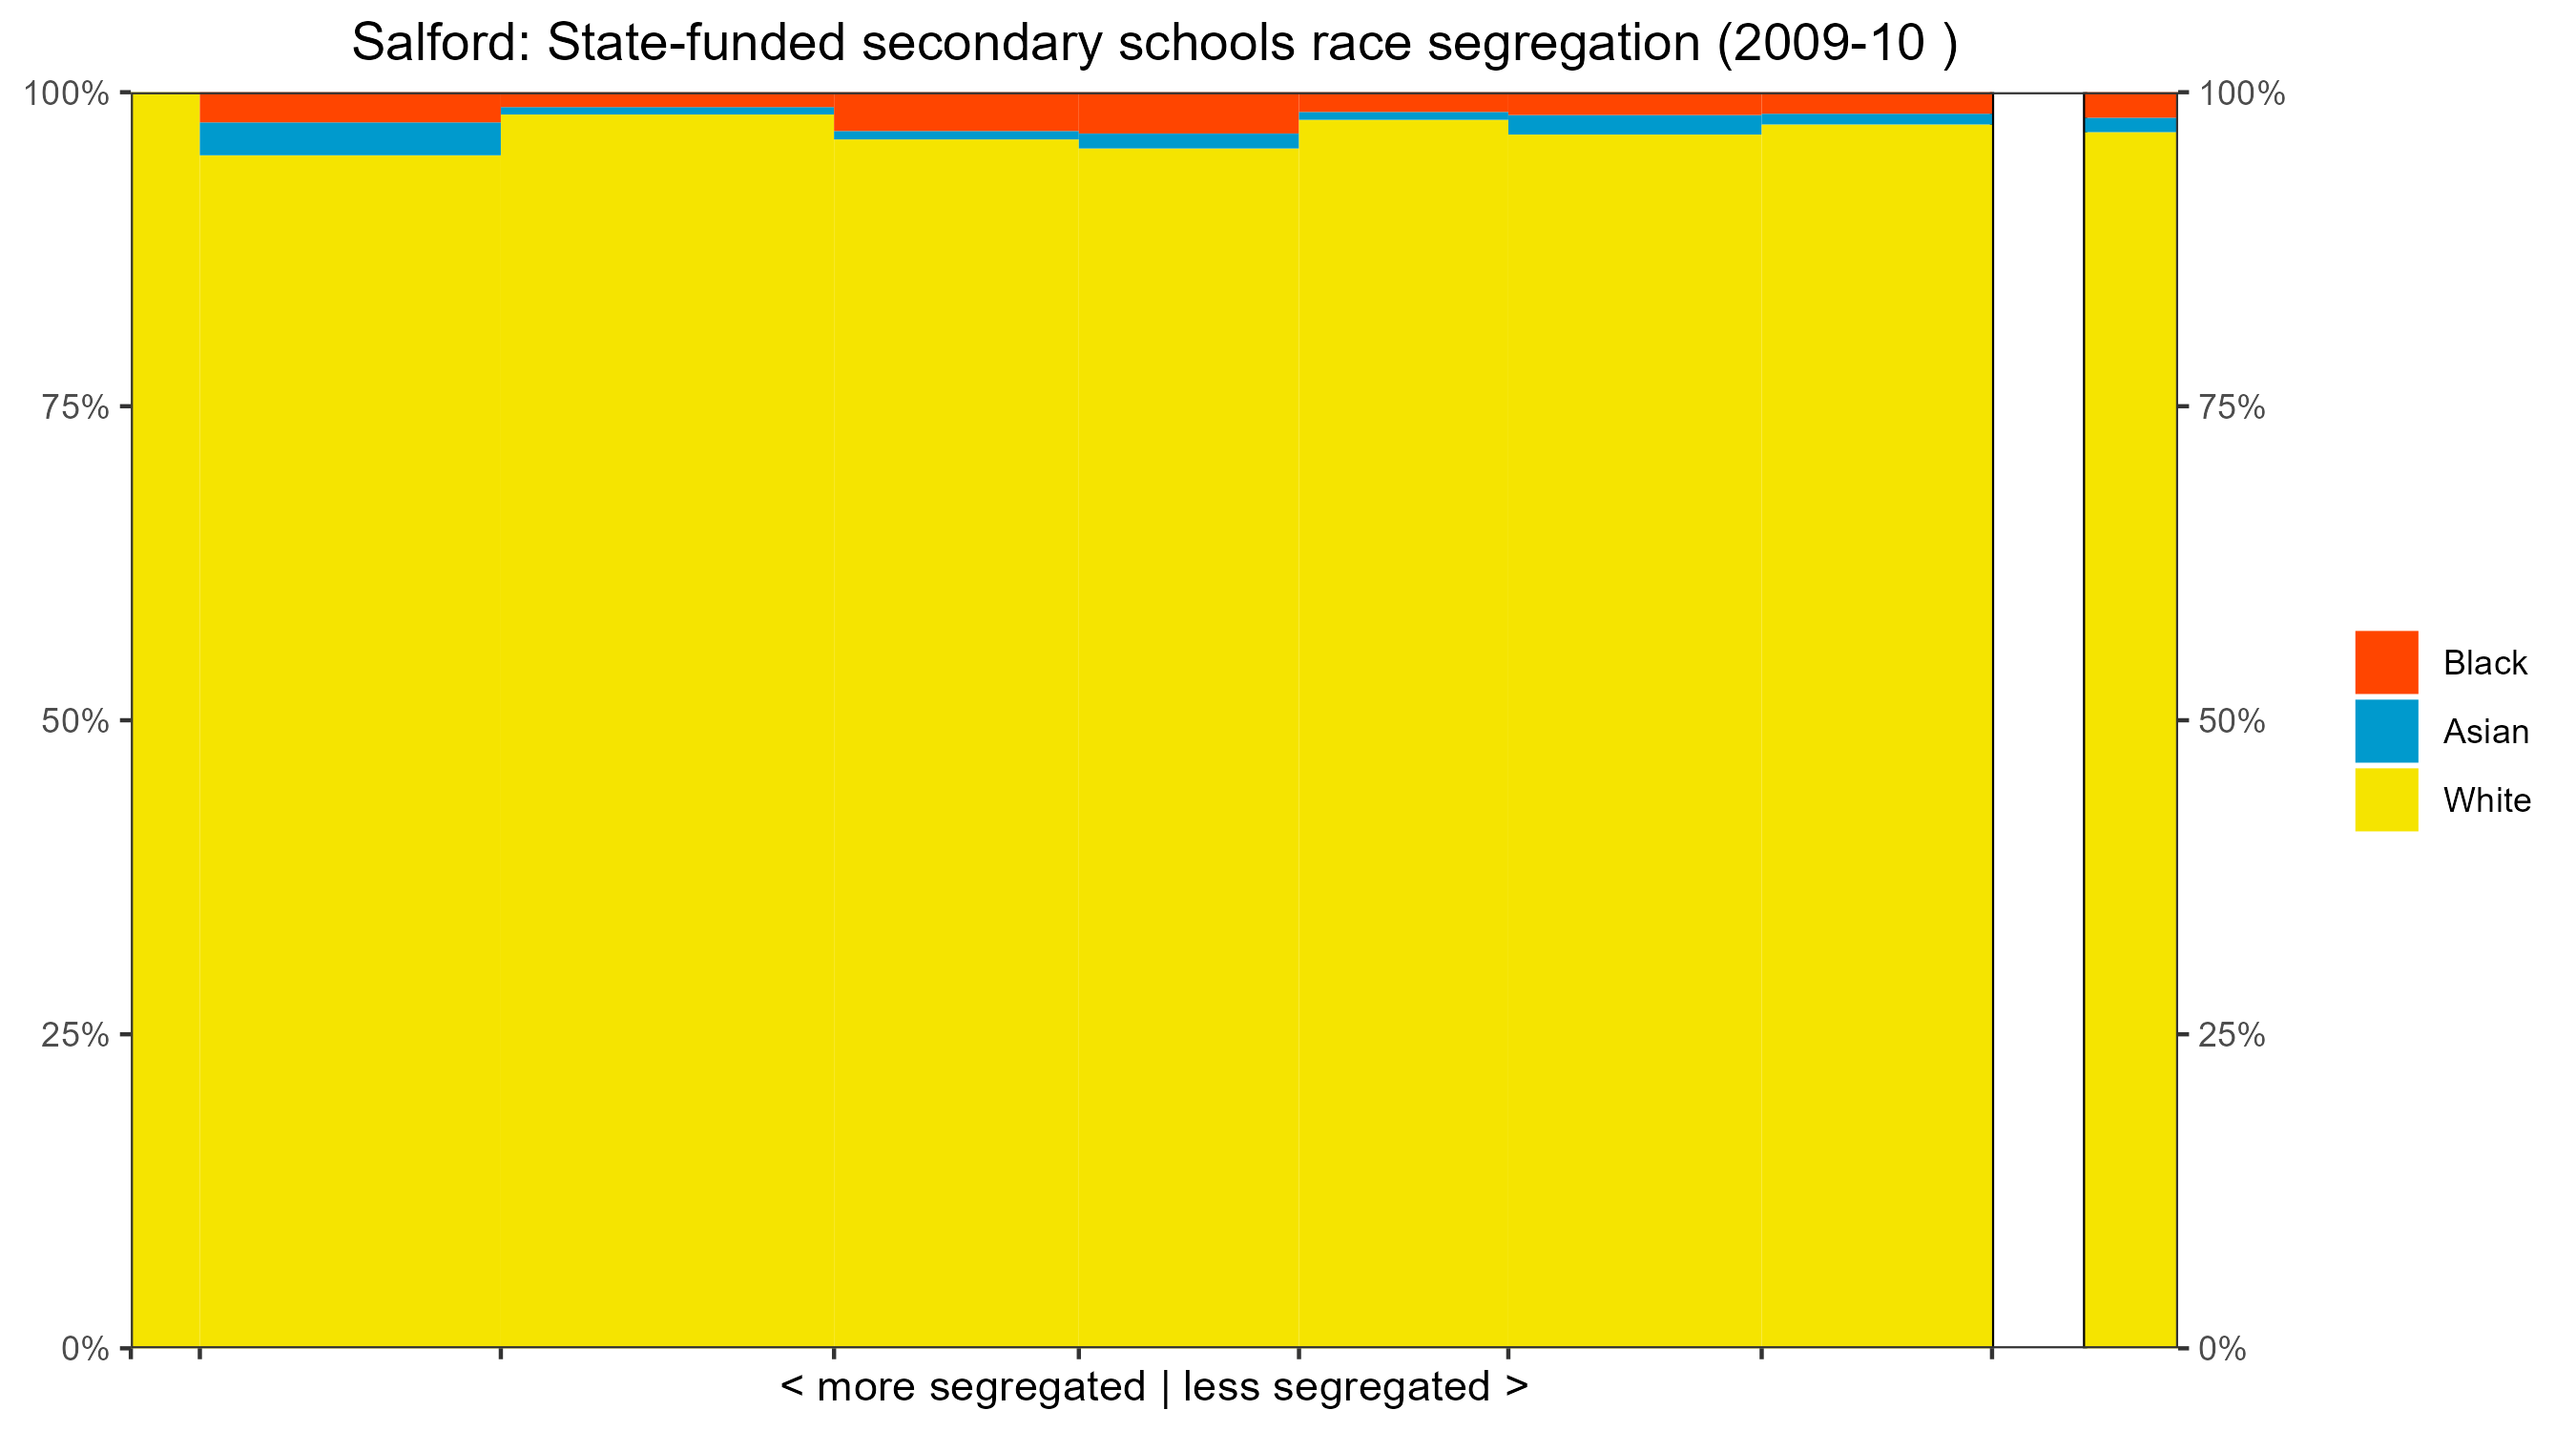 Salford: State-funded secondary schools race segregation (2009-10 )
100%
75%
50%
25%
0%
100%
75%
50%
25%
0%
Black
Asian
White
< more segregated | less segregated >